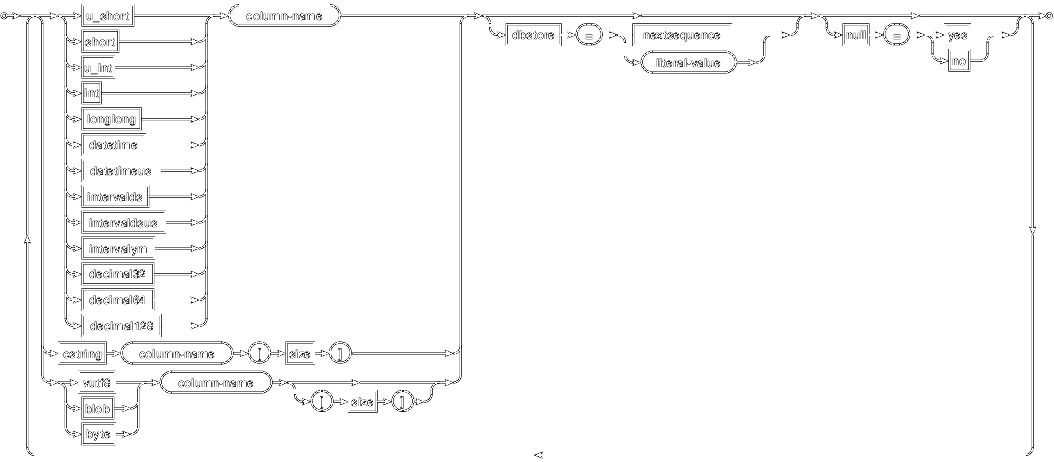 u_short column-name dbstore = nextsequence null = yes
short literal-value no
u_int
int
longlong
datetime
datetimeus
intervalds
intervaldsus
intervalym
decimal32
decimal64
decimal128
cstring column-name [ size ]
vutf8 column-name
blob [ size ]
byte